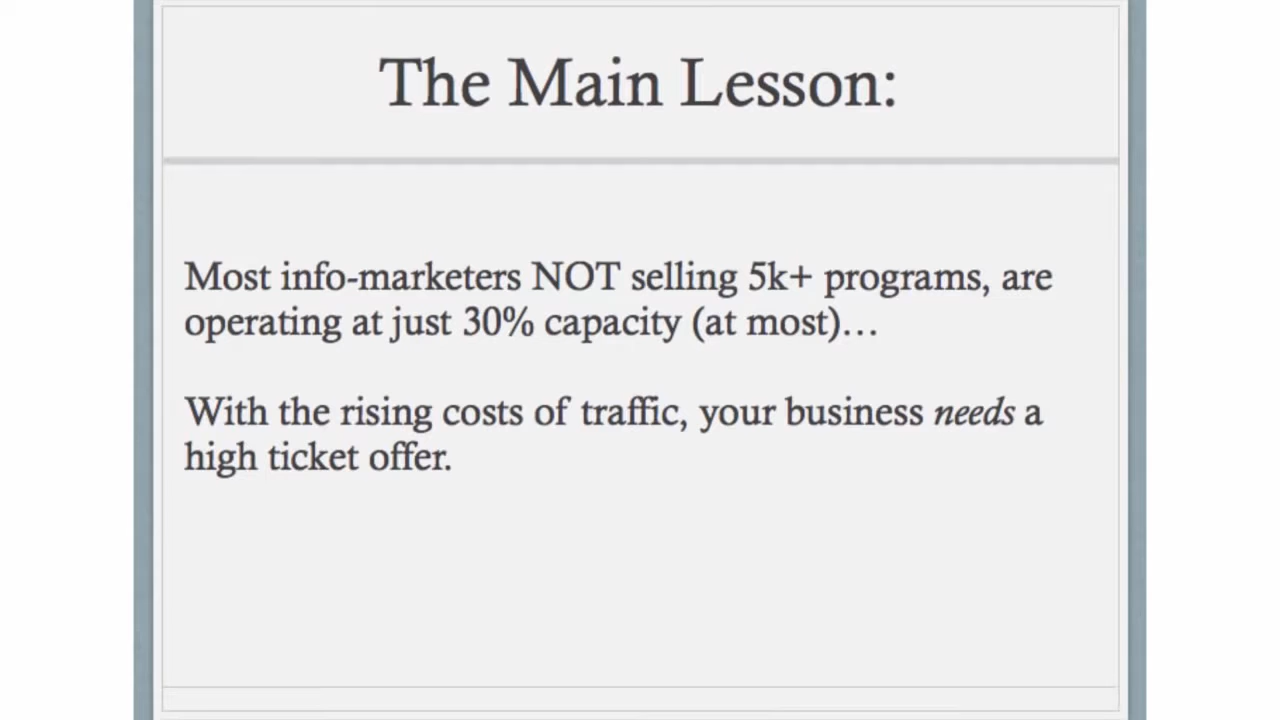 The Main Lesson:
Most info-marketers NOT selling 5k+ programs, are
operating at just 30% capacity (at most)…
With the rising costs of traffic, your business needs a
high ticket offer.